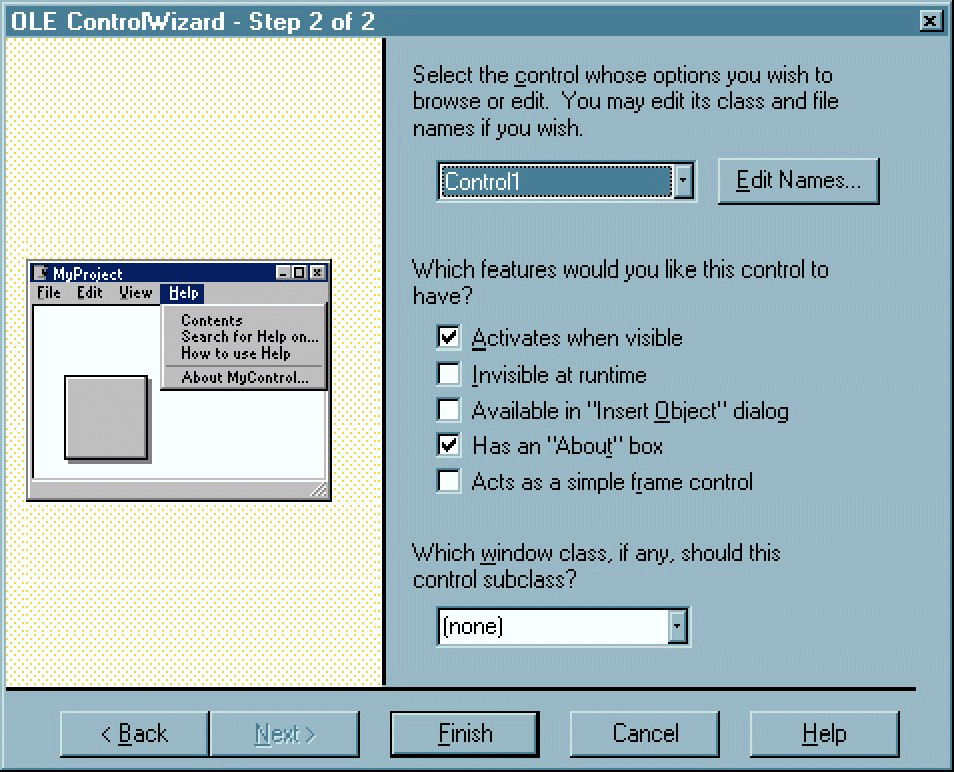 OLE ControlWizard - Step 2 of 2
Select the control whose options you wish to
browse or edit. You may edit its class and file
names if you wish.
Control1
Edit Names...
MyProject
File Edit View Help
Contents
Search for Help on...
How to use Help
About MyControl...
Which features would you like this control to
have?
Activates when visible
Invisible at runtime
Available in "Insert Object" dialog
Has an "About" box
Acts as a simple frame control
Which window class, if any, should this
control subclass?
(none)
< Back
Next >
Finish
Cancel
Help